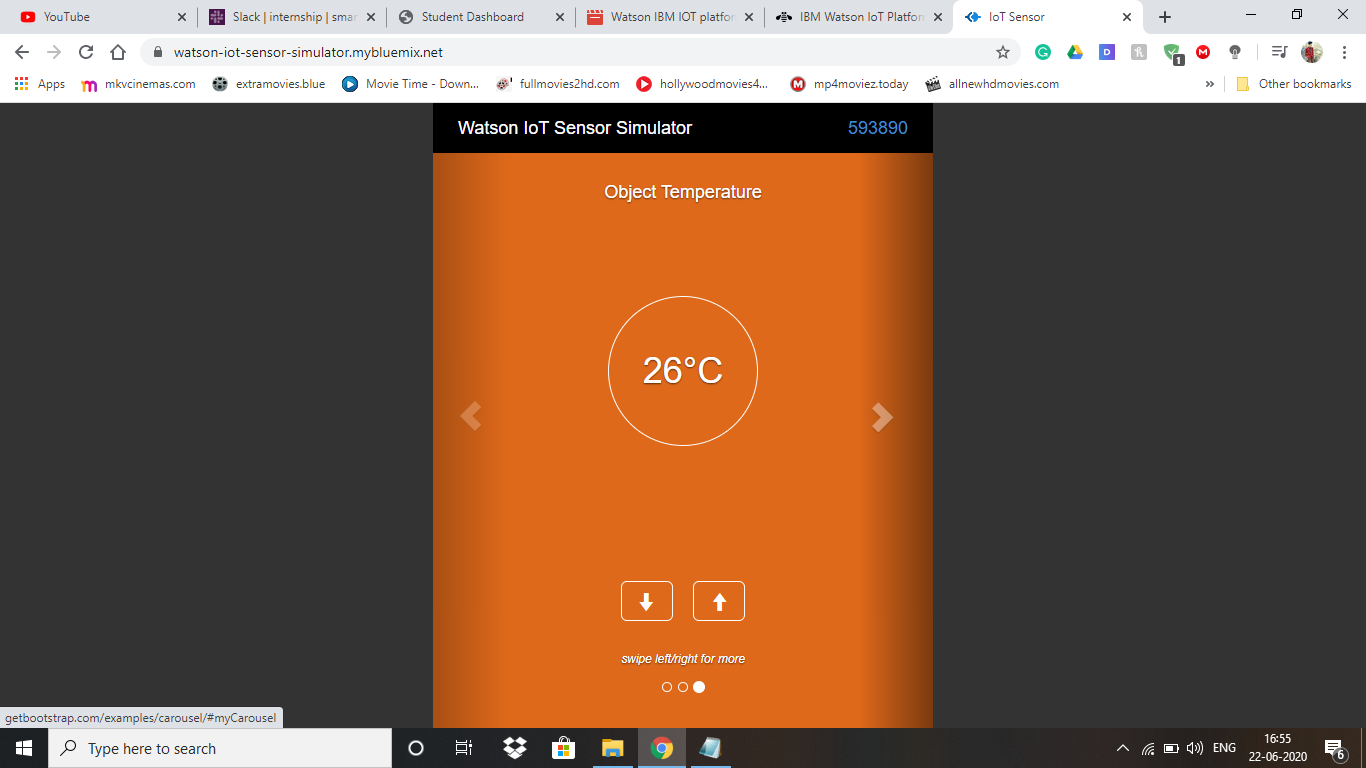 YouTube
Slack | internship | smar
Student Dashboard
Watson IBM IOT platfor
IBM Watson IoT Platfor
IoT Sensor
watson-iot-sensor-simulator.mybluemix.net
1
Apps
mkvcinemas.com
extramovies.blue
Movie Time - Down...
fullmovies2hd.com
hollywoodmovies4...
mp4moviez.today
allnewhdmovies.com
Other bookmarks
Watson IoT Sensor Simulator
593890
Object Temperature
26°C
swipe left/right for more
getbootstrap.com/examples/carousel/#myCarousel
Type here to search
ENG
16:55
22-06-2020
6